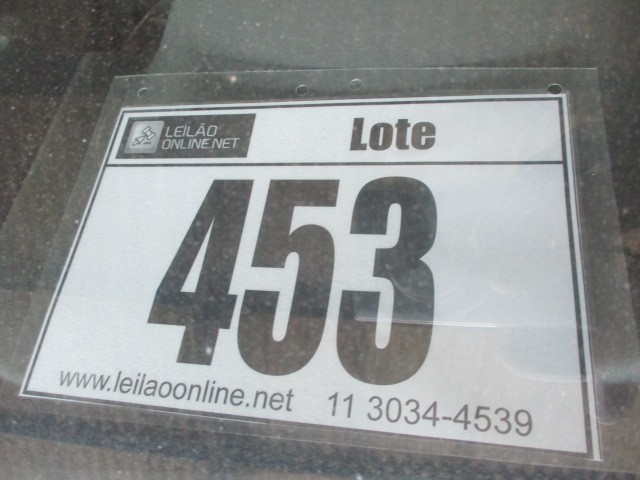 LEILÃO
ONLINE.NET
Lote
453
www.leilaoonline.net 11 3034-4539